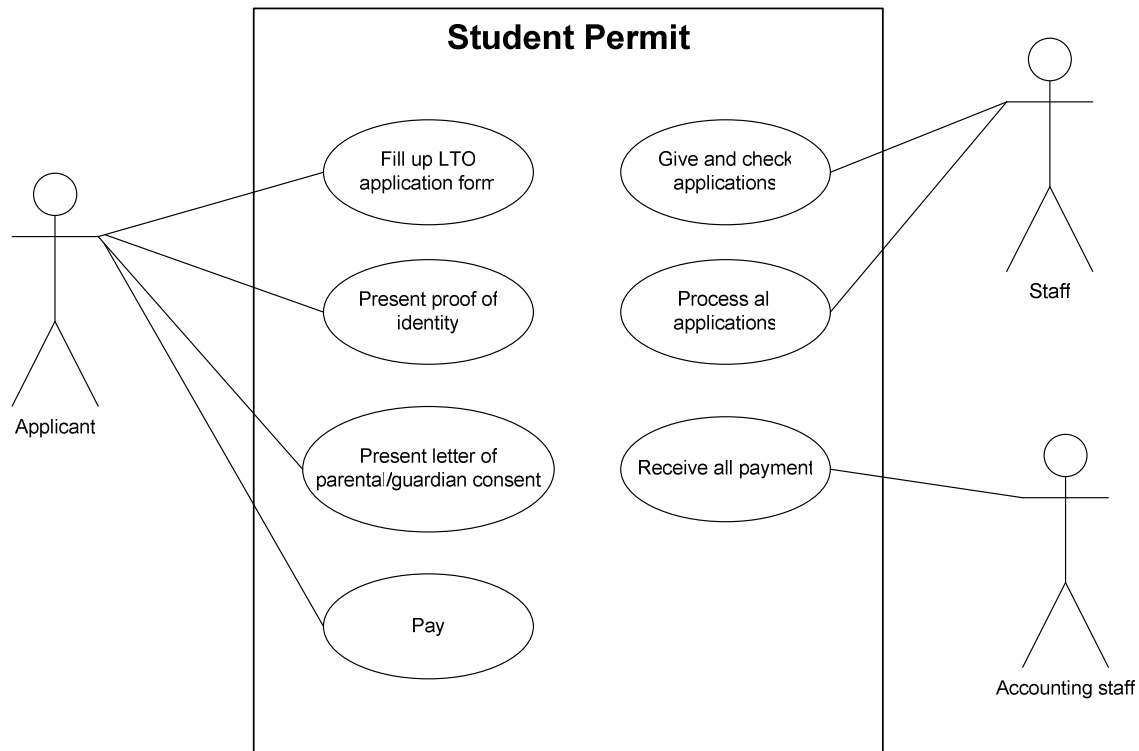 Student Permit
Fill up LTO
application form
Give and check
applications
Present proof of
identity
Process al
applications
Staff
Applicant
Present letter of
parental/guardian consent
Receive all payment
Pay
Accounting staff